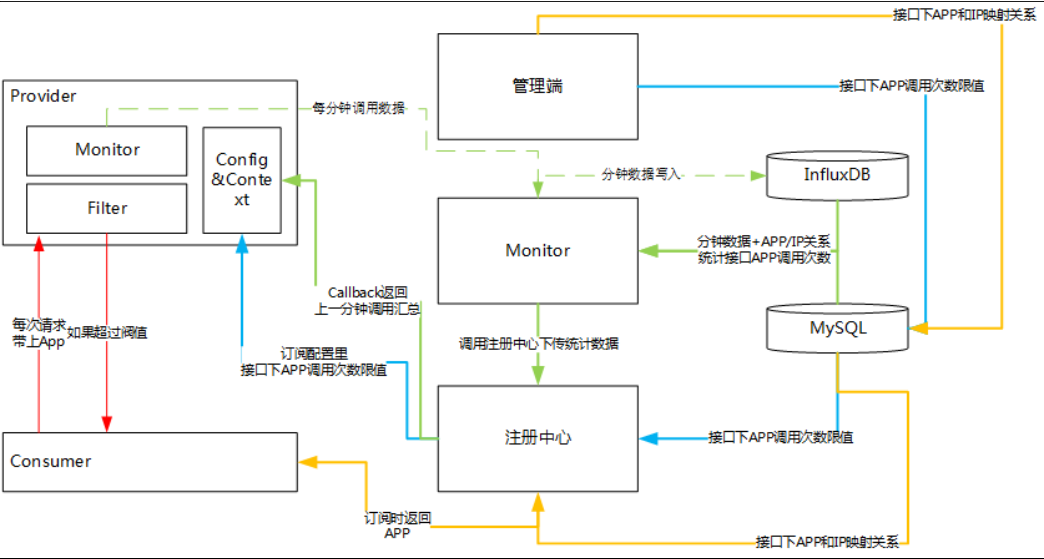 接口下APP和IP映射关系
管理端
接口下APP调用次数限值
Provider
每分钟调用数据
Monitor
Config
&Conte
xt
Filter
分钟数据写入
InfluxDB
Monitor
分钟数据+APP/IP关系
统计接口APP调用次数
Callback返回
上一分钟调用汇总
每次请求
带上App
如果超过阀值
MySQL
调用注册中心下传统计数据
订阅配置里
接口下APP调用次数限值
注册中心
接口下APP调用次数限值
Consumer
订阅时返回
APP
接口下APP和IP映射关系